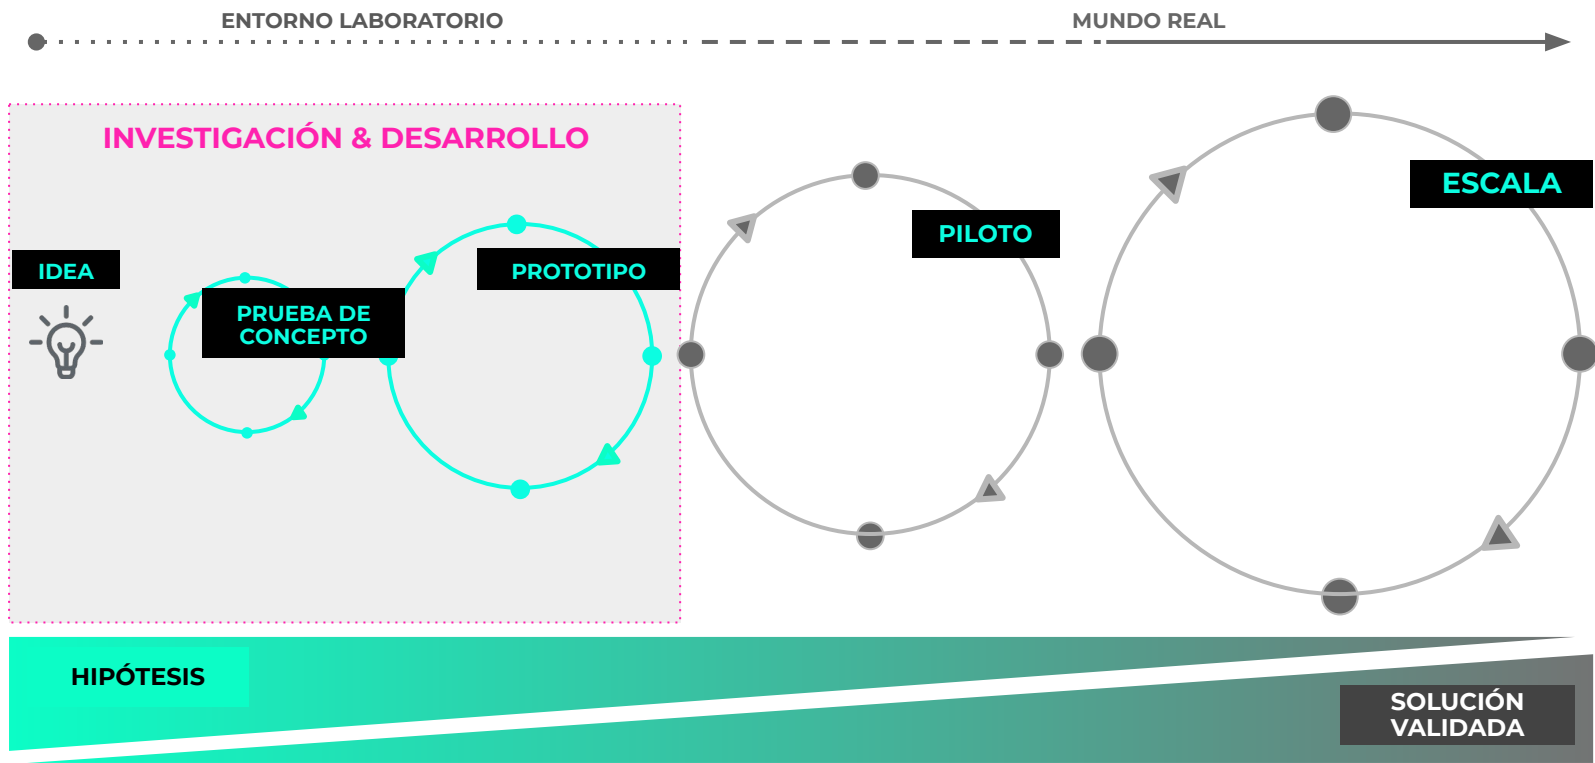 ENTORNO LABORATORIO
MUNDO REAL
INVESTIGACIÓN & DESARROLLO
IDEA
PRUEBA DE
CONCEPTO
PROTOTIPO
PILOTO
ESCALA
HIPÓTESIS
SOLUCIÓN
VALIDADA